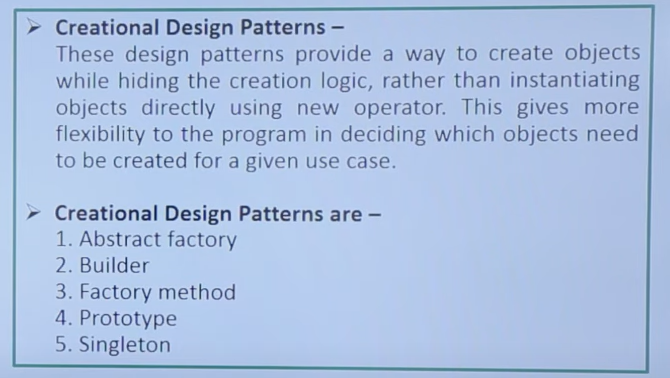 ➢ Creational Design Patterns –
These design patterns provide a way to create objects
while hiding the creation logic, rather than instantiating
objects directly using new operator. This gives more
flexibility to the program in deciding which objects need
to be created for a given use case.
➢ Creational Design Patterns are –
1. Abstract factory
2. Builder
3. Factory method
4. Prototype
5. Singleton